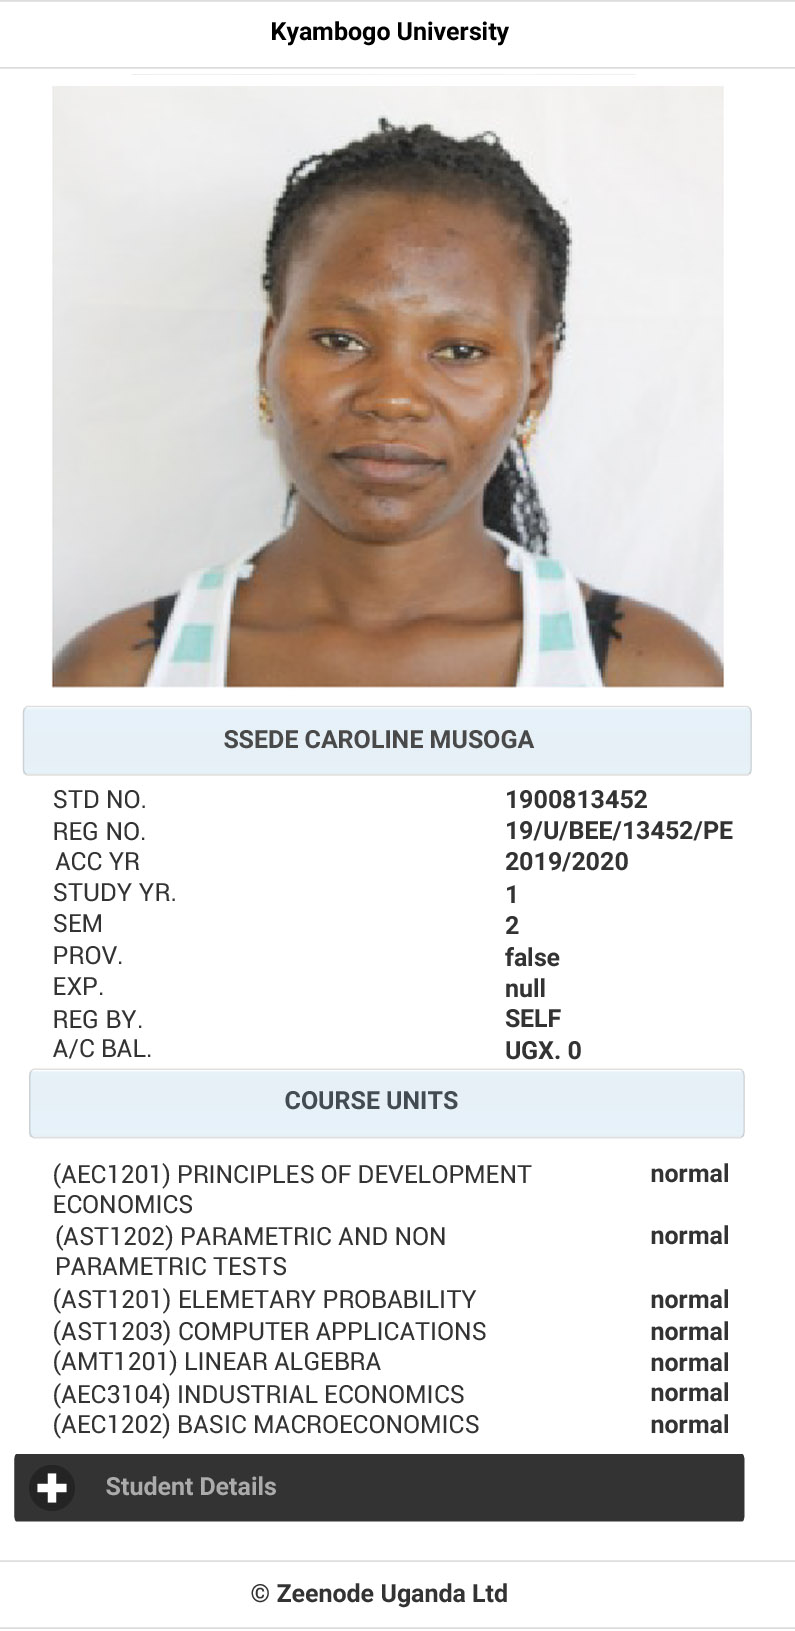 Kyambogo University
SSEDE CAROLINE MUSOGA
STD NO. 1900813452
REG NO. 19/U/BEE/13452/PE
ACC YR 2019/2020
STUDY YR. 1
SEM 2
PROV. false
EXP. null
REG BY. SELF
A/C BAL. UGX. 0
COURSE UNITS
(AEC1201) PRINCIPLES OF DEVELOPMENT normal
ECONOMICS
(AST1202) PARAMETRIC AND NON normal
PARAMETRIC TESTS
(AST1201) ELEMETARY PROBABILITY normal
(AST1203) COMPUTER APPLICATIONS normal
(AMT1201) LINEAR ALGEBRA normal
(AEC3104) INDUSTRIAL ECONOMICS normal
(AEC1202) BASIC MACROECONOMICS normal
Student Details
© Zeenode Uganda Ltd